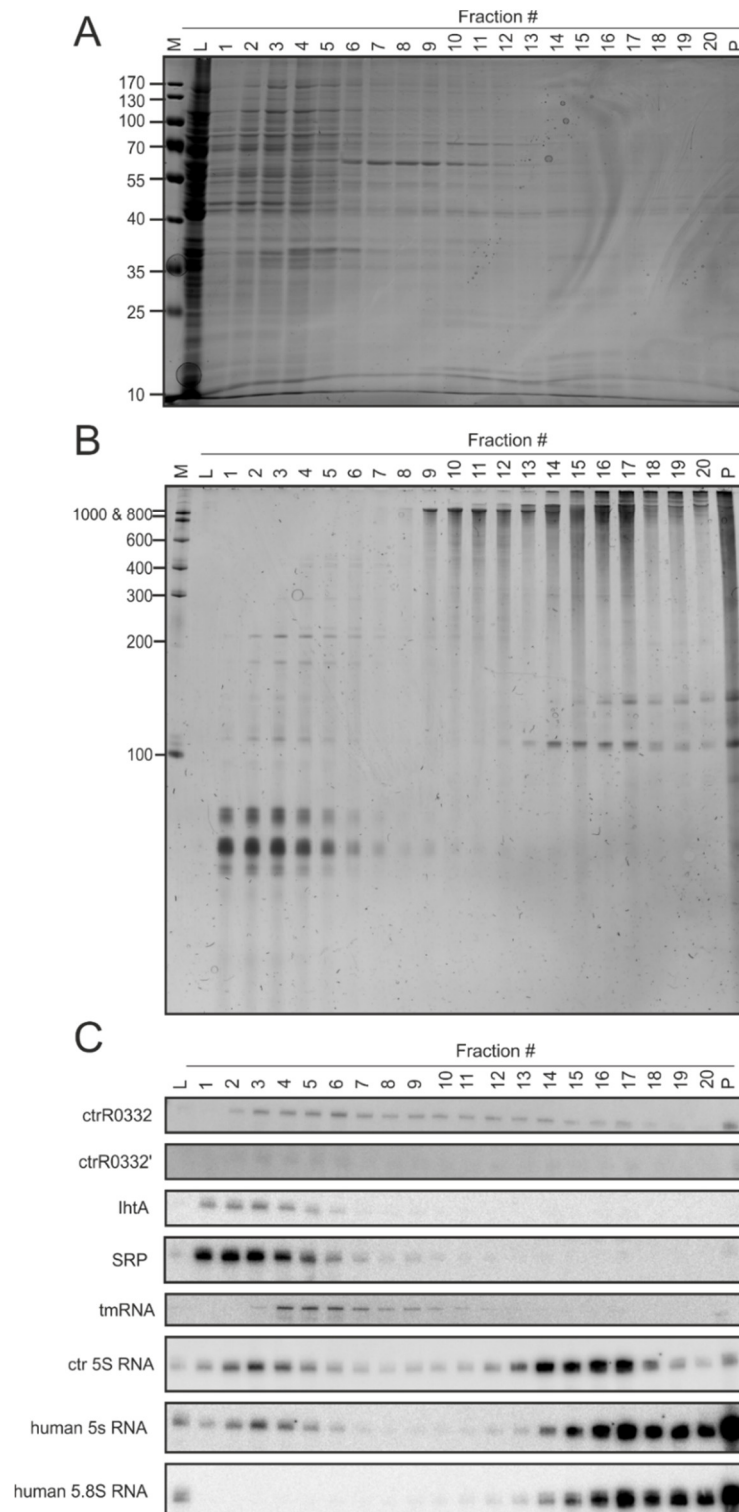 A
Fraction #
M L 1 2 3 4 5 6 7 8 9 10 11 12 13 14 15 16 17 18 19 20 P
170
130
100
70
55
40
35
25
10
B
Fraction #
M L 1 2 3 4 5 6 7 8 9 10 11 12 13 14 15 16 17 18 19 20 P
1000 & 800
600
400
300
200
100
C
Fraction #
L 1 2 3 4 5 6 7 8 9 10 11 12 13 14 15 16 17 18 19 20 P
ctrR0332
ctrR0332'
IhtA
SRP
tmRNA
ctr 5S RNA
human 5s RNA
human 5.8S RNA